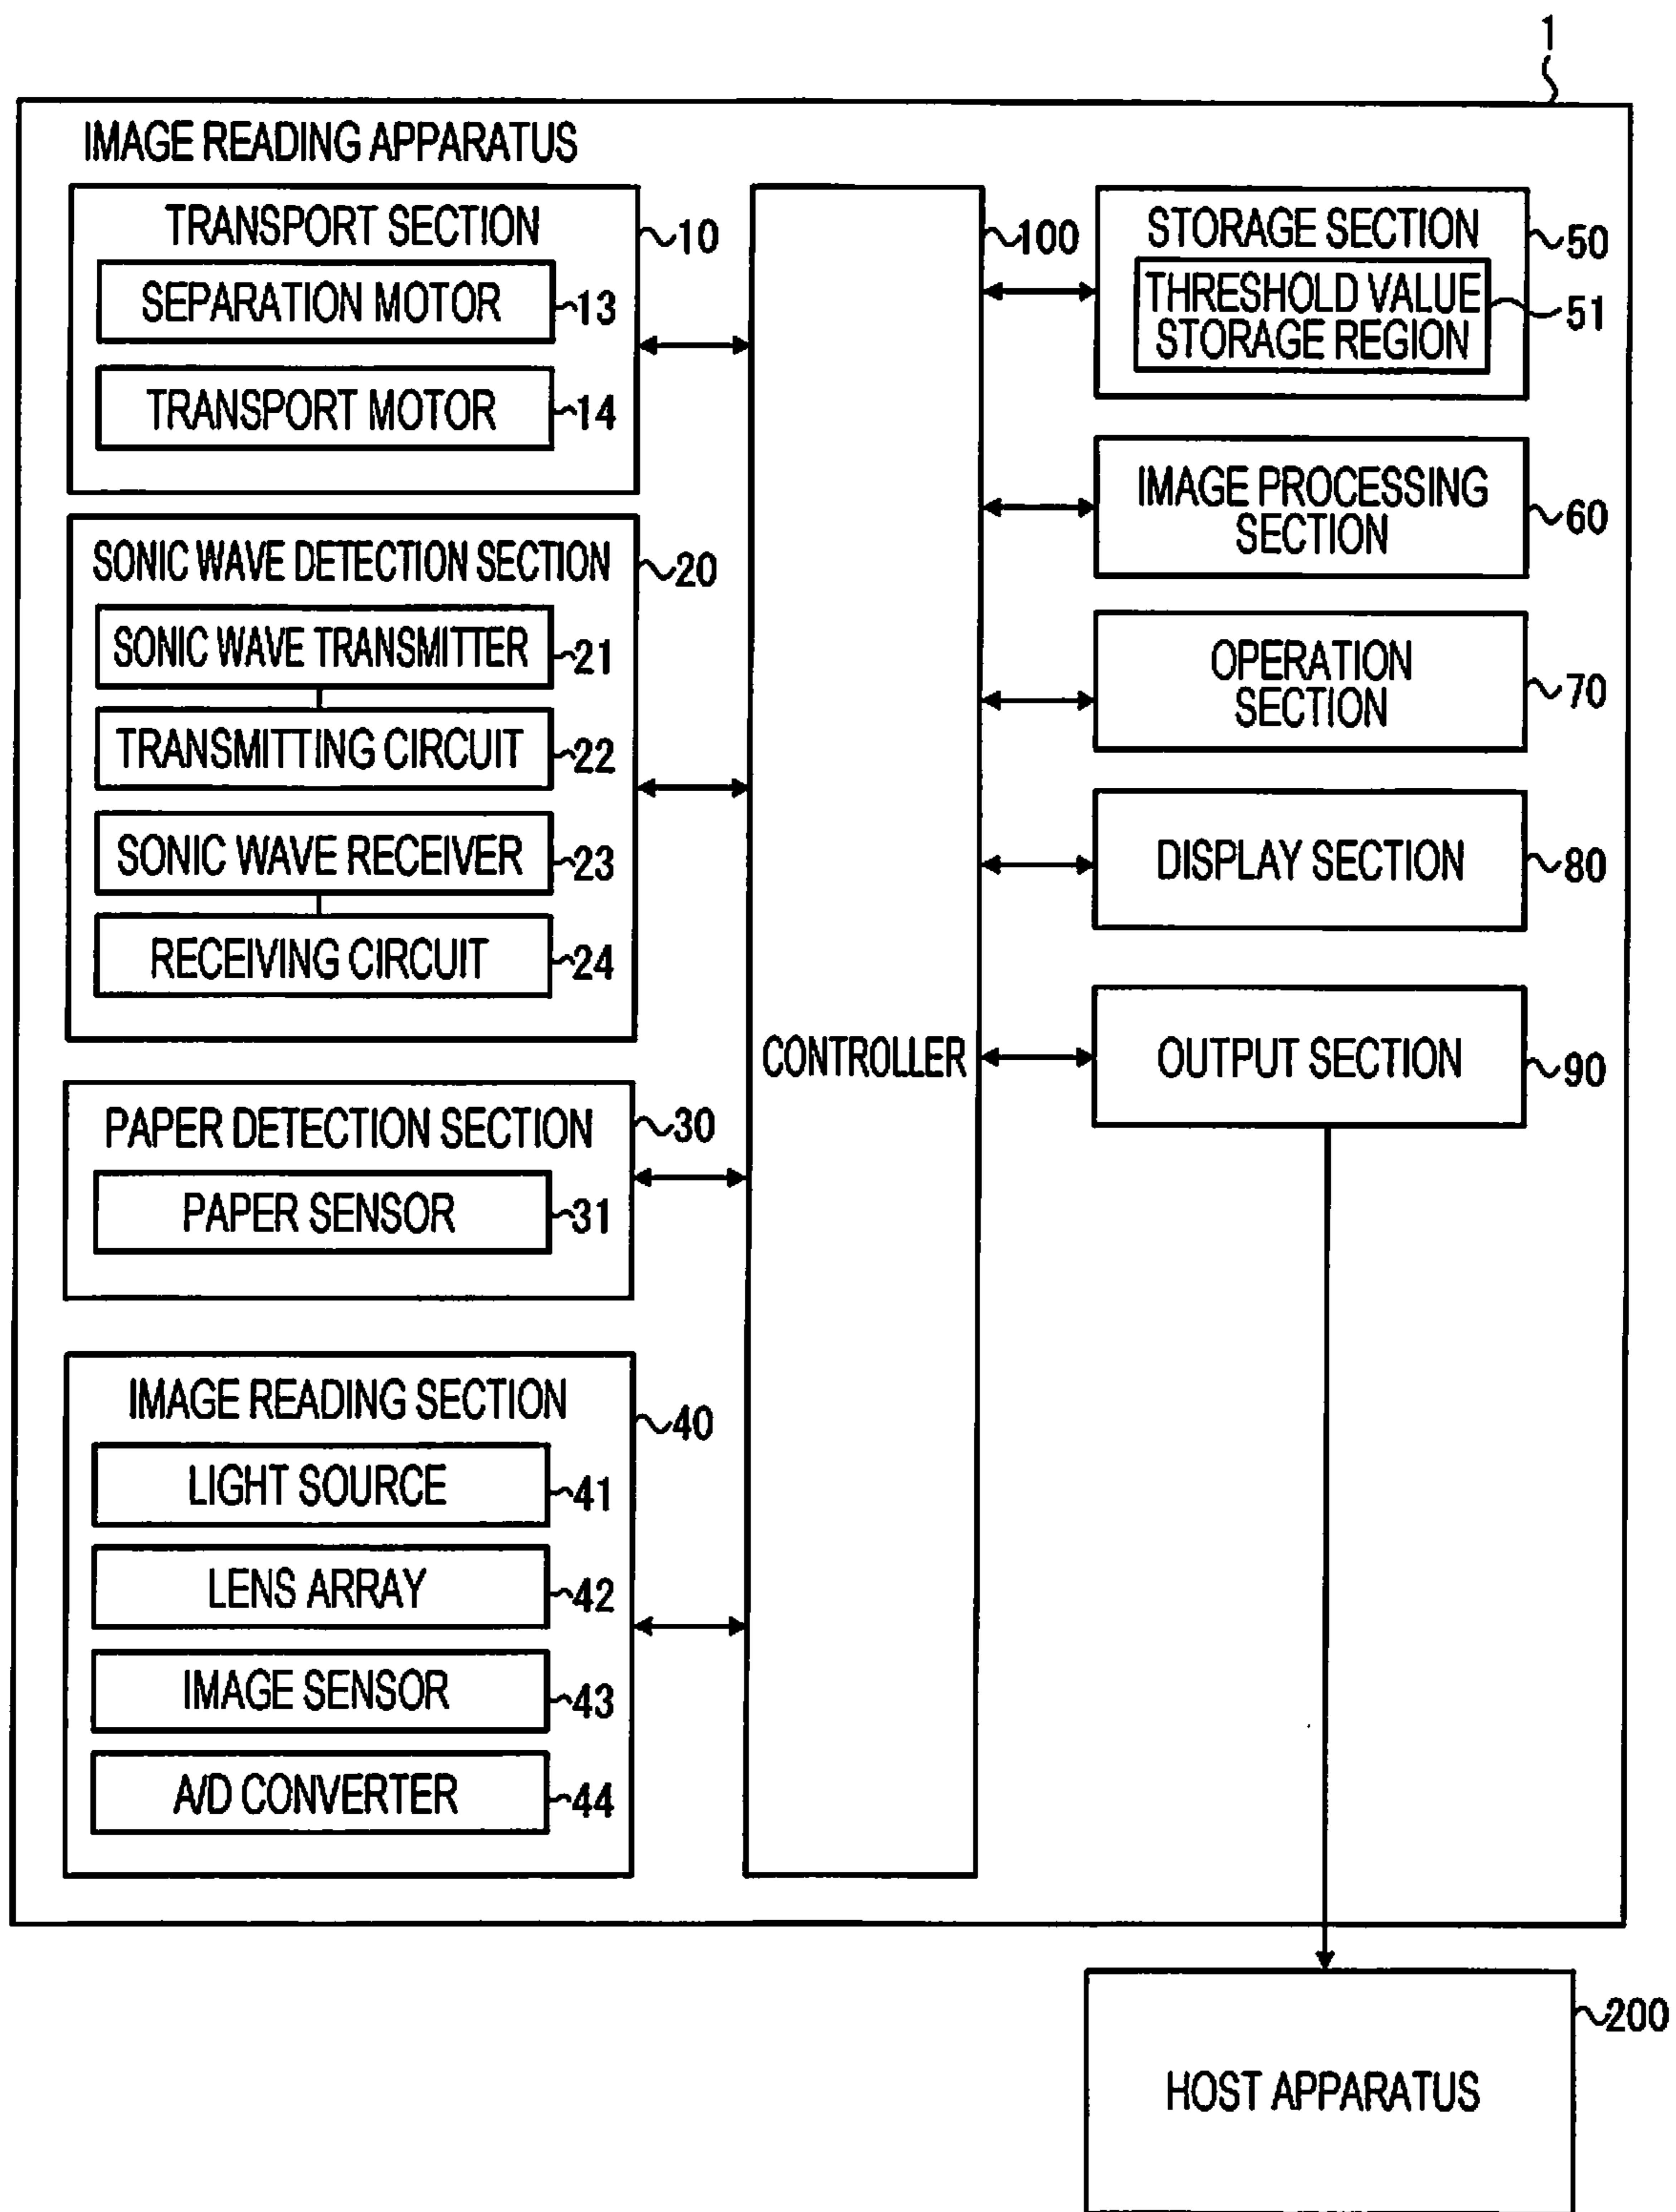 1
IMAGE READING APPARATUS
TRANSPORT SECTION
10
SEPARATION MOTOR
13
TRANSPORT MOTOR
14
SONIC WAVE DETECTION SECTION
20
SONIC WAVE TRANSMITTER
21
TRANSMITTING CIRCUIT
22
SONIC WAVE RECEIVER
23
RECEIVING CIRCUIT
24
PAPER DETECTION SECTION
30
PAPER SENSOR
31
IMAGE READING SECTION
40
LIGHT SOURCE
41
LENS ARRAY
42
IMAGE SENSOR
43
A/D CONVERTER
44
100
CONTROLLER
STORAGE SECTION
50
THRESHOLD VALUE
STORAGE REGION
51
IMAGE PROCESSING
SECTION
60
OPERATION
SECTION
70
DISPLAY SECTION
80
OUTPUT SECTION
90
HOST APPARATUS
200